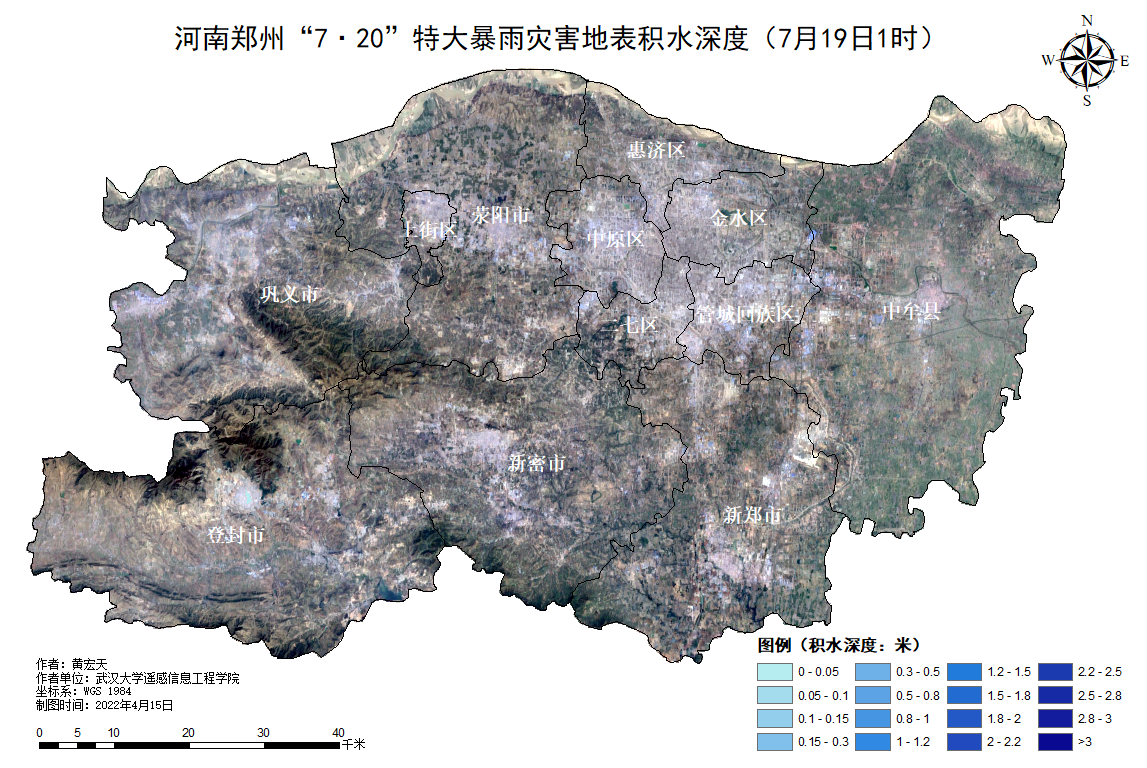 河南郑州“7·20”特大暴雨灾害地表积水深度（7月19日1时）
N
W
E
S
惠济区
荥阳市
上街区
中原区
金水区
巩义市
二七区
管城回族区
中牟县
新密市
新郑市
登封市
作者：黄宏天
作者单位：武汉大学遥感信息工程学院
坐标系：WGS 1984
制图时间：2022年4月15日
0 5 10 20 30 40
千米
图例（积水深度：米）
0 - 0.05 0.3 - 0.5 1.2 - 1.5 2.2 - 2.5
0.05 - 0.1 0.5 - 0.8 1.5 - 1.8 2.5 - 2.8
0.1 - 0.15 0.8 - 1 1.8 - 2 2.8 - 3
0.15 - 0.3 1 - 1.2 2 - 2.2 >3